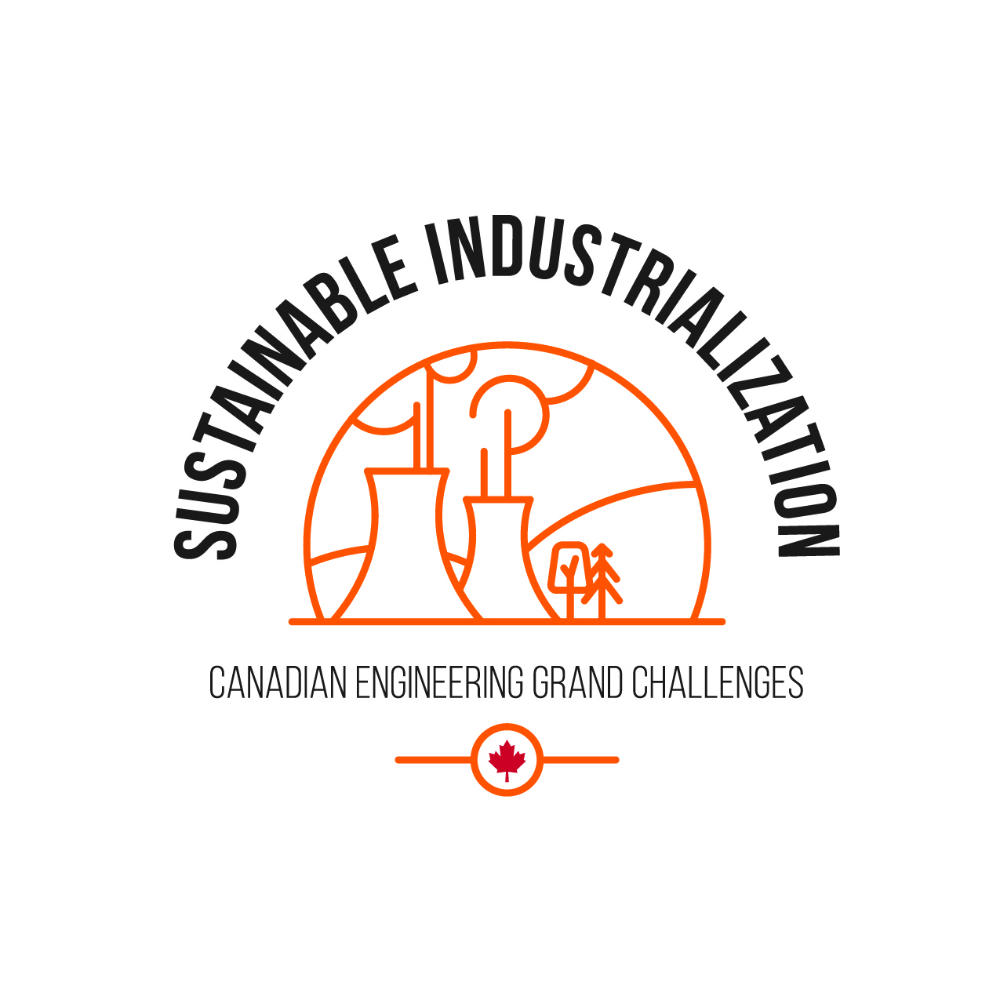 SUSTAINABLE INDUSTRIALIZATION
CANADIAN ENGINEERING GRAND CHALLENGES